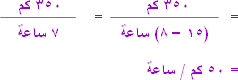 = ٣٥٠ كم / (٨ – ١٥) ساعة = ٣٥٠ كم / ٧ ساعة
= ٥٠ كم / ساعة